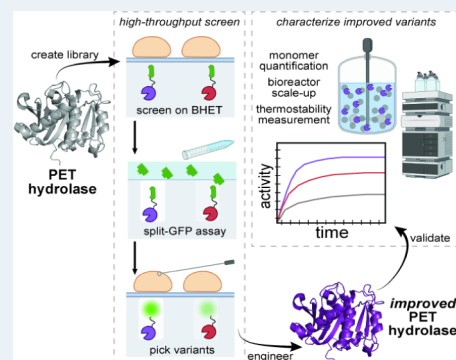 high-throughput screen
characterize improved variants
create library
monomer
quantification
bioreactor
scale-up
thermostability
measurement
screen on BHET
PET
hydrolase
split-GFP assay
activity
time
validate
pick variants
engineer
improved
PET
hydrolase